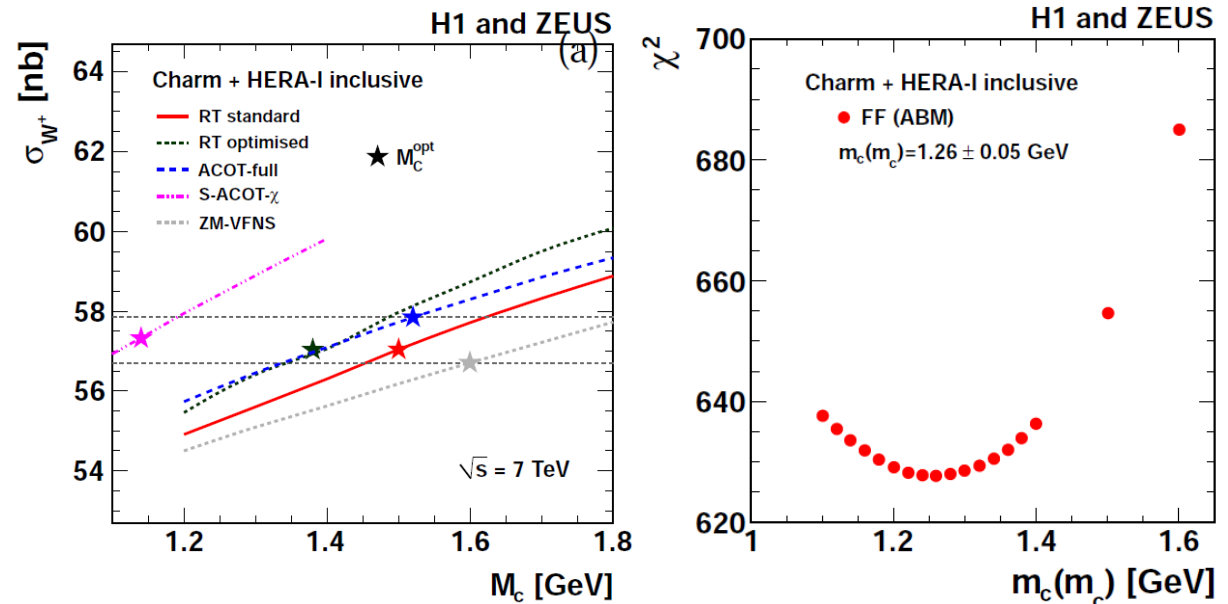 H1 and ZEUS
(a)
σW+ [nb]
Charm + HERA-I inclusive
RT standard
RT optimised
ACOT-full
S-ACOT-χ
ZM-VFNS
M_C^opt
√s = 7 TeV
64
62
60
58
56
54
1.2 1.4 1.6 1.8
M_c [GeV]
H1 and ZEUS
χ²
Charm + HERA-I inclusive
FF (ABM)
m_c(m_c)=1.26 ± 0.05 GeV
700
680
660
640
620
1 1.2 1.4 1.6
m_c(m_c) [GeV]